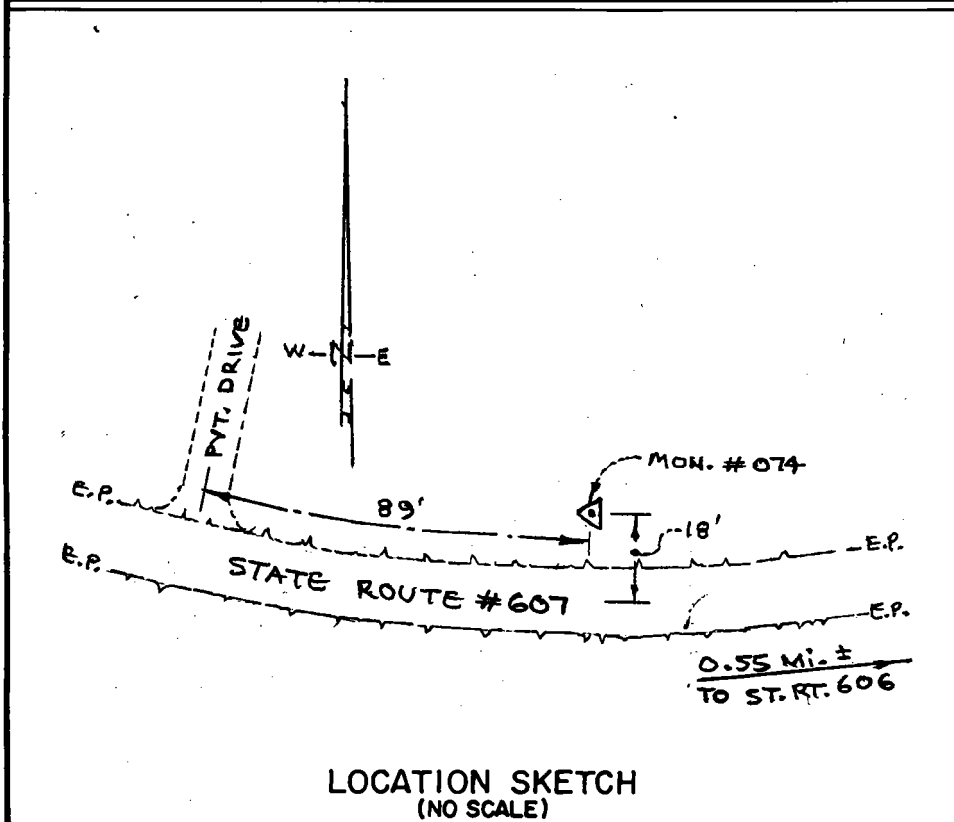 W N E
PVT. DRIVE
MON. # 074
E.P.
89'
18'
E.P.
E.P.
STATE ROUTE #607
E.P.
0.55 Mi. ±
TO ST. RT. 606
LOCATION SKETCH
(NO SCALE)